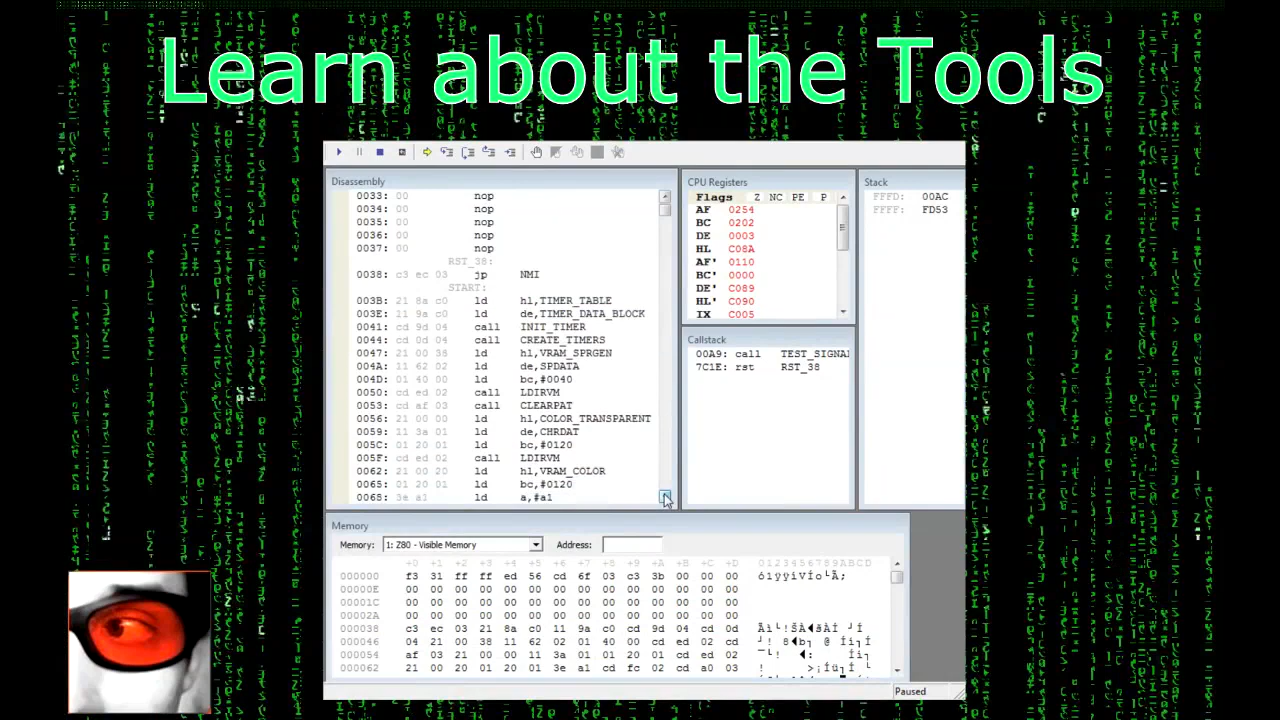 Learn about the Tools
Disassembly
0033: 00 nop
0034: 00 nop
0035: 00 nop
0036: 00 nop
0037: 00 nop
RST_38:
0038: c3 ec 03 jp NMI
START:
003B: 21 8a c0 ld hl,TIMER_TABLE
003E: 11 9a c0 ld de,TIMER_DATA_BLOCK
0041: cd 9d 04 call INIT_TIMER
0044: cd 0d 04 call CREATE_TIMERS
0047: 21 00 38 ld hl,VRAM_SPRGEN
004A: 11 62 02 ld de,SPDATA
004D: 01 40 00 ld bc,#0040
0050: cd ed 02 call LDIRVM
0053: cd af 03 call CLEARPAT
0056: 21 00 00 ld hl,COLOR_TRANSPARENT
0059: 11 3a 01 ld de,CHRDAT
005C: 01 20 01 ld bc,#0120
005F: cd ed 02 call LDIRVM
0062: 21 00 20 ld hl,VRAM_COLOR
0065: 01 20 01 ld bc,#0120
0068: 3e a1 ld a,#a1
CPU Registers
Flags Z NC PE P
AF 0254
BC 0202
DE 0003
HL C08A
AF' 0110
BC' 0000
DE' C089
HL' C090
IX C005
Stack
FFFD: 00AC
FFFF: FD53
Callstack
00A9: call TEST_SIGNA
7C1E: rst RST_38
Memory
Memory: 1: Z80 - Visible Memory Address:
+0 +1 +2 +3 +4 +5 +6 +7 +8 +9 +A +B +C +D 0123456789ABCD
000000 f3 31 ff ff ed 56 cd 6f 03 c3 3b 00 00 00
00000E 00 00 00 00 00 00 00 00 00 00 00 00 00 00
00001C 00 00 00 00 00 00 00 00 00 00 00 00 00 00
00002A 00 00 00 00 00 00 00 00 00 00 00 00 00 00
000038 c3 ec 03 21 8a c0 11 9a c0 cd 9d 04 cd 0d
000046 04 21 00 38 11 62 02 01 40 00 cd ed 02 cd
000054 af 03 21 00 00 11 3a 01 01 20 01 cd ed 02
000062 21 00 20 01 20 01 3e a1 cd fc 02 cd a0 03
Paused